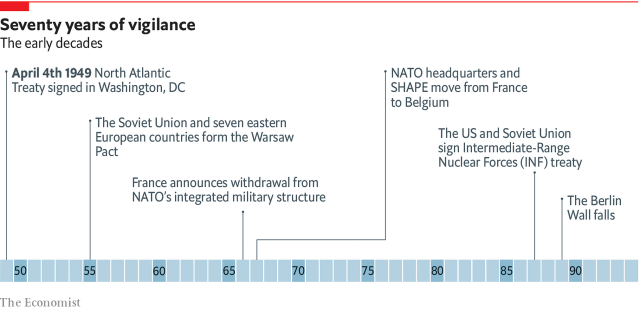 Seventy years of vigilance
The early decades
April 4th 1949 North Atlantic
Treaty signed in Washington, DC
NATO headquarters and
SHAPE move from France
to Belgium
The Soviet Union and seven eastern
European countries form the Warsaw
Pact
The US and Soviet Union
sign Intermediate-Range
Nuclear Forces (INF) treaty
France announces withdrawal from
NATO's integrated military structure
The Berlin
Wall falls
50 55 60 65 70 75 80 85 90
The Economist